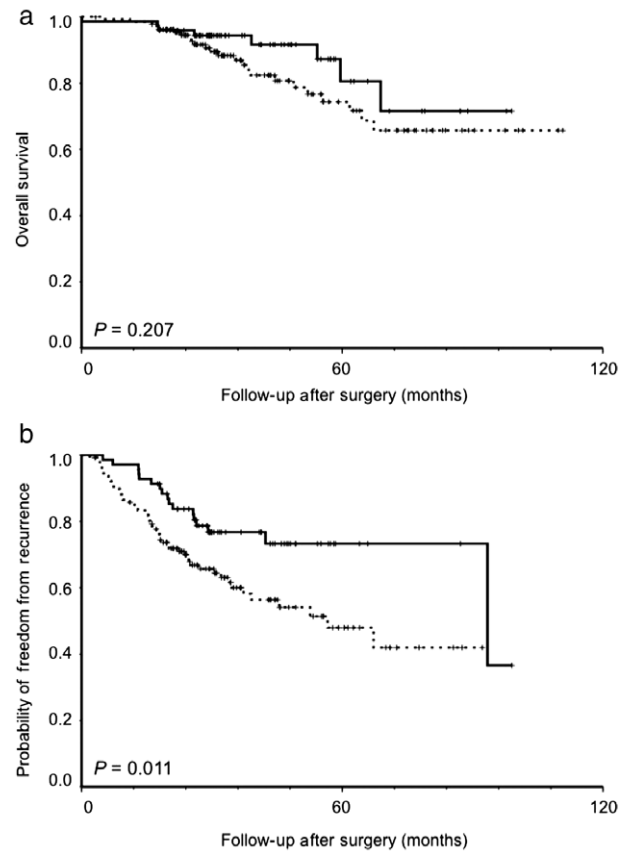 a
1.0
0.8
0.6
0.4
0.2
0.0
Overall survival
P = 0.207
0 60 120
Follow-up after surgery (months)
b
1.0
0.8
0.6
0.4
0.2
0.0
Probability of freedom from recurrence
P = 0.011
0 60 120
Follow-up after surgery (months)